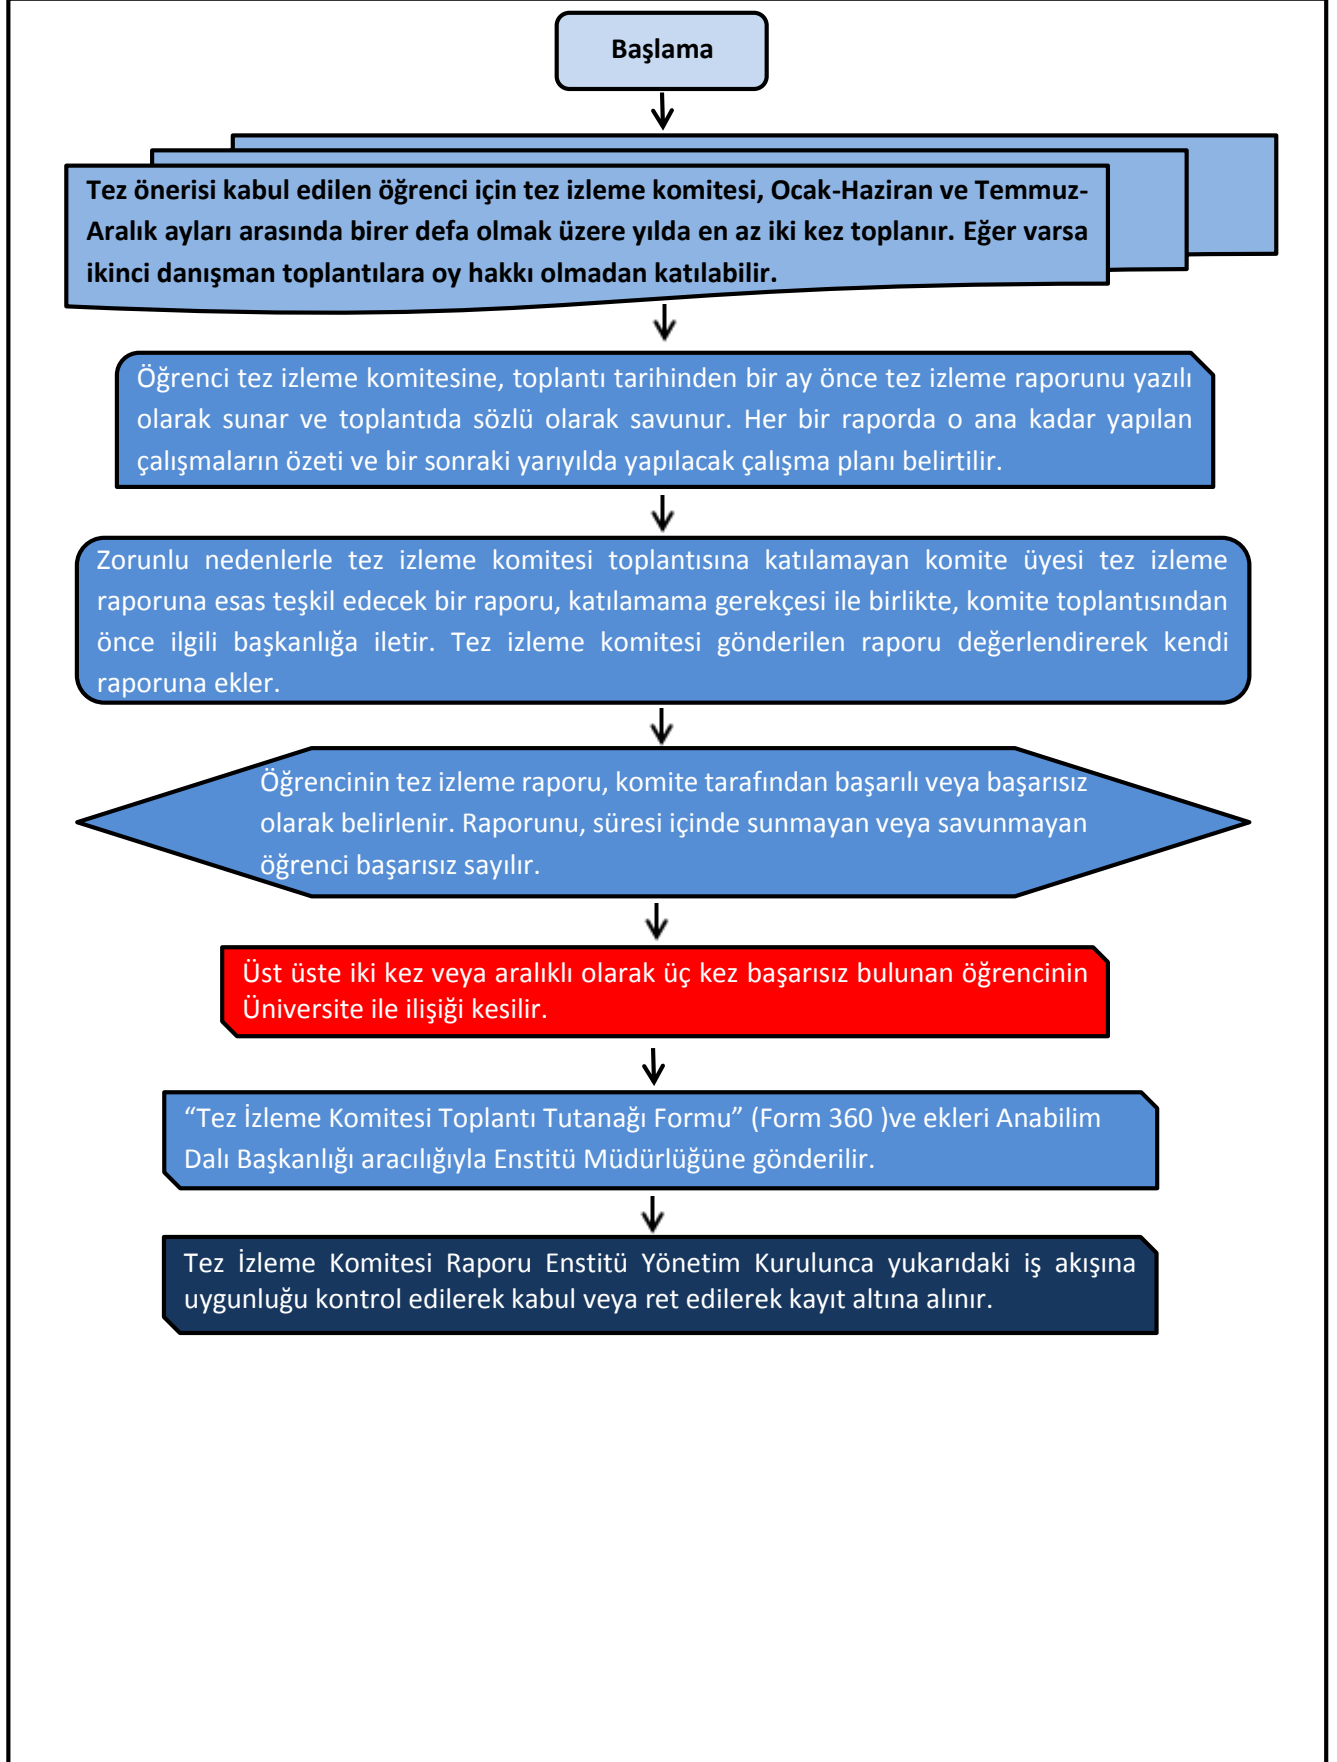 Başlama
Tez önerisi kabul edilen öğrenci için tez izleme komitesi, Ocak-Haziran ve Temmuz-
Aralık ayları arasında birer defa olmak üzere yılda en az iki kez toplanır. Eğer varsa
ikinci danışman toplantılara oy hakkı olmadan katılabilir.
Öğrenci tez izleme komitesine, toplantı tarihinden bir ay önce tez izleme raporunu yazılı
olarak sunar ve toplantıda sözlü olarak savunur. Her bir raporda o ana kadar yapılan
çalışmaların özeti ve bir sonraki yarıyılda yapılacak çalışma planı belirtilir.
Zorunlu nedenlerle tez izleme komitesi toplantısına katılamayan komite üyesi tez izleme
raporuna esas teşkil edecek bir raporu, katılamama gerekçesi ile birlikte, komite toplantısından
önce ilgili başkanlığa iletir. Tez izleme komitesi gönderilen raporu değerlendirerek kendi
raporuna ekler.
Öğrencinin tez izleme raporu, komite tarafından başarılı veya başarısız
olarak belirlenir. Raporunu, süresi içinde sunmayan veya savunmayan
öğrenci başarısız sayılır.
Üst üste iki kez veya aralıklı olarak üç kez başarısız bulunan öğrencinin
Üniversite ile ilişiği kesilir.
“Tez İzleme Komitesi Toplantı Tutanağı Formu” (Form 360 )ve ekleri Anabilim
Dalı Başkanlığı aracılığıyla Enstitü Müdürlüğüne gönderilir.
Tez İzleme Komitesi Raporu Enstitü Yönetim Kurulunca yukarıdaki iş akışına
uygunluğu kontrol edilerek kabul veya ret edilerek kayıt altına alınır.